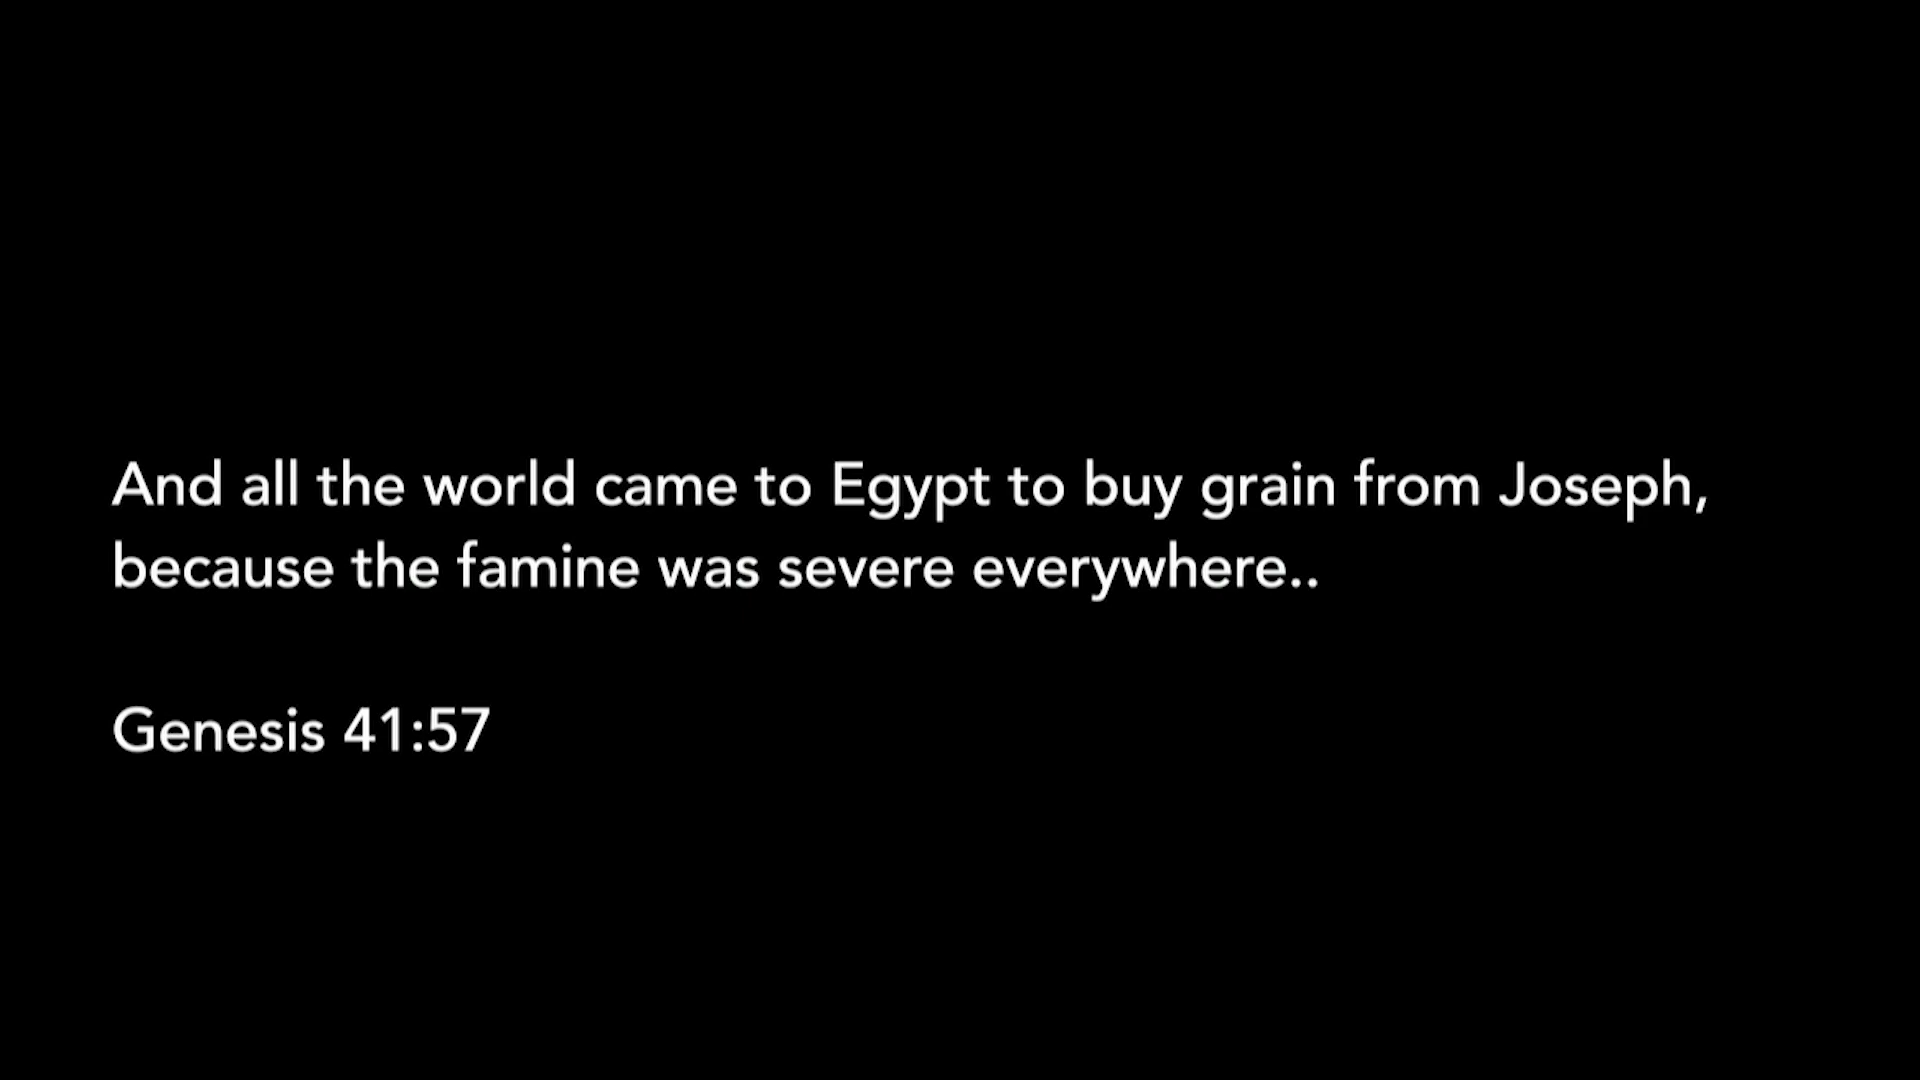 And all the world came to Egypt to buy grain from Joseph,
because the famine was severe everywhere..
Genesis 41:57